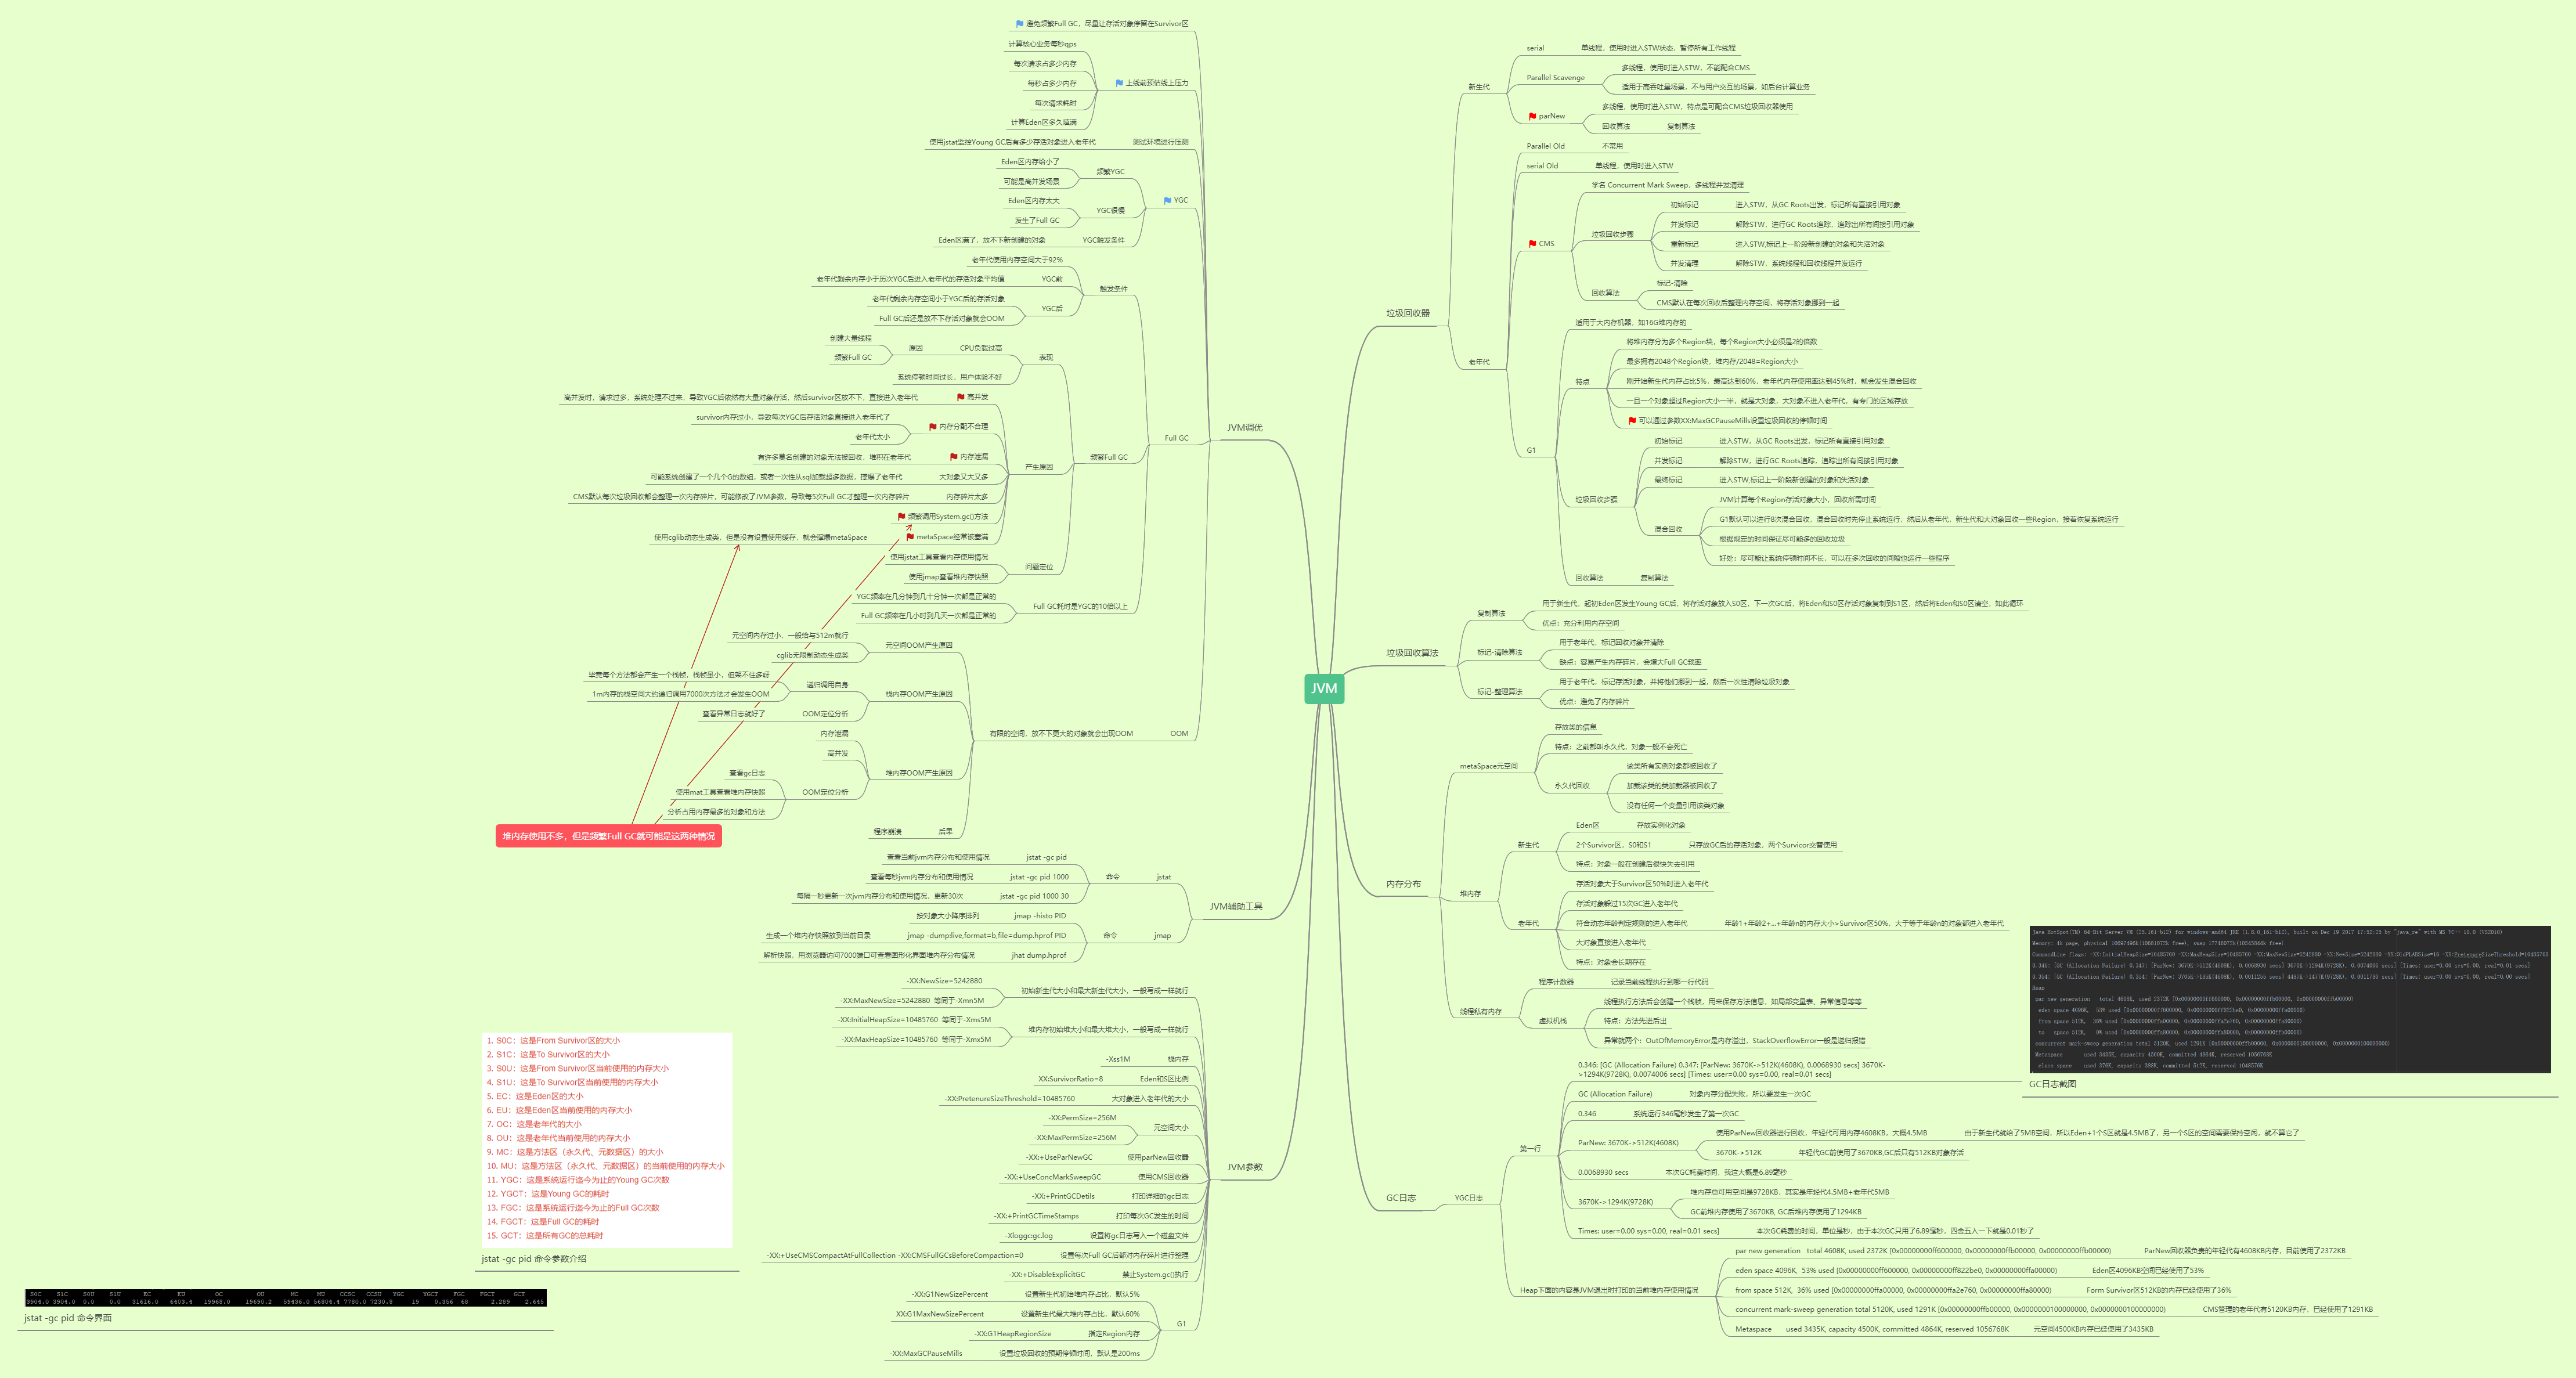 JVM
JVM调优
避免频繁Full GC，尽量让存活对象停留在Survivor区
上线前预估线上压力
计算核心业务每秒qps
每次请求占多少内存
每秒占多少内存
每次请求耗时
计算Eden区多久填满
测试环境进行压测
使用jstat监控Young GC后有多少存活对象进入老年代
YGC
频繁YGC
Eden区内存给小了
可能是高并发场景
YGC很慢
Eden区内存太大
发生了Full GC
YGC触发条件
Eden区满了，放不下新创建的对象
Full GC
触发条件
老年代使用内存空间大于92%
YGC前
老年代剩余内存小于历次YGC后进入老年代的存活对象平均值
YGC后
老年代剩余内存空间小于YGC后的存活对象
Full GC后还是放不下存活对象就会OOM
频繁Full GC
表现
CPU负载过高
原因
创建大量线程
频繁Full GC
系统停顿时间过长，用户体验不好
产生原因
高并发
高并发时，请求过多，系统处理不过来，导致YGC后依然有大量对象存活，然后survivor区放不下，直接进入老年代
内存分配不合理
survivor内存过小，导致每次YGC后存活对象直接进入老年代了
老年代太小
内存泄漏
有许多莫名创建的对象无法被回收，堆积在老年代
大对象又大又多
可能系统创建了一个几个G的数组，或者一次性从sql加载超多数据，撑爆了老年代
内存碎片太多
CMS默认每次垃圾回收都会整理一次内存碎片，可能修改了JVM参数，导致每5次Full GC才整理一次内存碎片
频繁调用System.gc()方法
metaSpace经常被塞满
使用cglib动态生成类，但是没有设置使用缓存，就会撑爆metaSpace
问题定位
使用jstat工具查看内存使用情况
使用jmap查看堆内存快照
Full GC耗时是YGC的10倍以上
YGC频率在几分钟到几十分钟一次都是正常的
Full GC频率在几小时到几天一次都是正常的
OOM
有限的空间，放不下更大的对象就会出现OOM
元空间OOM产生原因
元空间内存过小，一般给与512m就行
cglib无限制动态生成类
栈内存OOM产生原因
递归调用自身
毕竟每个方法都会产生一个栈帧，栈帧虽小，但架不住多呀
1m内存的栈空间大约递归调用7000次方法才会发生OOM
OOM定位分析
查看异常日志就好了
堆内存OOM产生原因
内存泄漏
高并发
OOM定位分析
查看gc日志
使用mat工具查看堆内存快照
分析占用内存最多的对象和方法
后果
程序崩溃
堆内存使用不多，但是频繁Full GC就可能是这两种情况
JVM辅助工具
jstat
命令
jstat -gc pid
查看当前jvm内存分布和使用情况
jstat -gc pid 1000
查看每秒jvm内存分布和使用情况
jstat -gc pid 1000 30
每隔一秒更新一次jvm内存分布和使用情况，更新30次
jmap
命令
jmap -histo PID
按对象大小降序排列
jmap -dump:live,format=b,file=dump.hprof PID
生成一个堆内存快照放到当前目录
jhat dump.hprof
解析快照，用浏览器访问7000端口可查看图形化界面堆内存分布情况
JVM参数
初始新生代大小和最大新生代大小，一般写成一样就行
-XX:NewSize=5242880
-XX:MaxNewSize=5242880 等同于-Xmn5M
堆内存初始堆大小和最大堆大小，一般写成一样就行
-XX:InitialHeapSize=10485760 等同于-Xms5M
-XX:MaxHeapSize=10485760 等同于-Xmx5M
栈内存
-Xss1M
Eden和S区比例
XX:SurvivorRatio=8
大对象进入老年代的大小
-XX:PretenureSizeThreshold=10485760
元空间大小
-XX:PermSize=256M
-XX:MaxPermSize=256M
使用parNew回收器
-XX:+UseParNewGC
使用CMS回收器
-XX:+UseConcMarkSweepGC
打印详细的gc日志
-XX:+PrintGCDetils
打印每次GC发生的时间
-XX:+PrintGCTimeStamps
设置将gc日志写入一个磁盘文件
-Xloggc:gc.log
设置每次Full GC后都对内存碎片进行整理
-XX:+UseCMSCompactAtFullCollection -XX:CMSFullGCsBeforeCompaction=0
禁止System.gc()执行
-XX:+DisableExplicitGC
G1
设置新生代初始堆内存占比，默认5%
-XX:G1NewSizePercent
设置新生代最大堆内存占比，默认60%
XX:G1MaxNewSizePercent
指定Region内存
-XX:G1HeapRegionSize
设置垃圾回收的预期停顿时间，默认是200ms
-XX:MaxGCPauseMills
1. S0C：这是From Survivor区的大小
2. S1C：这是To Survivor区的大小
3. S0U：这是From Survivor区当前使用的内存大小
4. S1U：这是To Survivor区当前使用的内存大小
5. EC：这是Eden区的大小
6. EU：这是Eden区当前使用的内存大小
7. OC：这是老年代的大小
8. OU：这是老年代当前使用的内存大小
9. MC：这是方法区（永久代、元数据区）的大小
10. MU：这是方法区（永久代、元数据区）的当前使用的内存大小
11. YGC：这是系统运行迄今为止的Young GC次数
12. YGCT：这是Young GC的耗时
13. FGC：这是系统运行迄今为止的Full GC次数
14. FGCT：这是Full GC的耗时
15. GCT：这是所有GC的总耗时
jstat -gc pid 命令参数介绍
S0C S1C S0U S1U EC EU OC OU MC MU CCSC CCSU YGC YGCT FGC FGCT GCT
3904.0 3904.0 0.0 0.0 31616.0 6403.4 19968.0 19690.2 59436.0 56804.4 7780.0 7230.8 19 0.356 68 2.289 2.645
jstat -gc pid 命令界面
垃圾回收器
新生代
serial
单线程，使用时进入STW状态，暂停所有工作线程
Parallel Scavenge
多线程，使用时进入STW，不能配合CMS
适用于高吞吐量场景，不与用户交互的场景，如后台计算业务
parNew
多线程，使用时进入STW，特点是可配合CMS垃圾回收器使用
回收算法
复制算法
老年代
Parallel Old
不常用
serial Old
单线程，使用时进入STW
CMS
学名 Concurrent Mark Sweep，多线程并发清理
垃圾回收步骤
初始标记
进入STW，从GC Roots出发，标记所有直接引用对象
并发标记
解除STW，进行GC Roots追踪，追踪出所有间接引用对象
重新标记
进入STW,标记上一阶段新创建的对象和失活对象
并发清理
解除STW，系统线程和回收线程并发运行
回收算法
标记-清除
CMS默认在每次回收后整理内存空间，将存活对象挪到一起
G1
适用于大内存机器，如16G堆内存的
特点
将堆内存分为多个Region块，每个Region大小必须是2的倍数
最多拥有2048个Region块，堆内存/2048=Region大小
刚开始新生代内存占比5%，最高达到60%，老年代内存使用率达到45%时，就会发生混合回收
一旦一个对象超过Region大小一半，就是大对象，大对象不进入老年代，有专门的区域存放
可以通过参数XX:MaxGCPauseMills设置垃圾回收的停顿时间
垃圾回收步骤
初始标记
进入STW，从GC Roots出发，标记所有直接引用对象
并发标记
解除STW，进行GC Roots追踪，追踪出所有间接引用对象
最终标记
进入STW,标记上一阶段新创建的对象和失活对象
混合回收
JVM计算每个Region存活对象大小，回收所需时间
G1默认可以进行8次混合回收，混合回收时先停止系统运行，然后从老年代，新生代和大对象回收一些Region，接着恢复系统运行
根据规定的时间保证尽可能多的回收垃圾
好处：尽可能让系统停顿时间不长，可以在多次回收的间隙也运行一些程序
回收算法
复制算法
垃圾回收算法
复制算法
用于新生代，起初Eden区发生Young GC后，将存活对象放入S0区，下一次GC后，将Eden和S0区存活对象复制到S1区，然后将Eden和S0区清空，如此循环
优点：充分利用内存空间
标记-清除算法
用于老年代，标记回收对象并清除
缺点：容易产生内存碎片，会增大Full GC频率
标记-整理算法
用于老年代，标记存活对象，并将他们挪到一起，然后一次性清除垃圾对象
优点：避免了内存碎片
内存分布
metaSpace元空间
存放类的信息
特点：之前都叫永久代，对象一般不会死亡
永久代回收
该类所有实例对象都被回收了
加载该类的类加载器被回收了
没有任何一个变量引用该类对象
堆内存
新生代
Eden区
存放实例化对象
2个Survivor区，S0和S1
只存放GC后的存活对象，两个Survicor交替使用
特点：对象一般在创建后很快失去引用
老年代
存活对象大于Survivor区50%时进入老年代
存活对象躲过15次GC进入老年代
符合动态年龄判定规则的进入老年代
年龄1+年龄2+...+年龄n的内存大小>Survivor区50%，大于等于年龄n的对象都进入老年代
大对象直接进入老年代
特点：对象会长期存在
线程私有内存
程序计数器
记录当前线程执行到哪一行代码
虚拟机栈
线程执行方法后会创建一个栈帧，用来保存方法信息，如局部变量表、异常信息等等
特点：方法先进后出
异常就两个：OutOfMemoryError是内存溢出，StackOverflowError一般是递归报错
GC日志
YGC日志
第一行
0.346: [GC (Allocation Failure) 0.347: [ParNew: 3670K->512K(4608K), 0.0068930 secs] 3670K-
>1294K(9728K), 0.0074006 secs] [Times: user=0.00 sys=0.00, real=0.01 secs]
GC (Allocation Failure)
对象内存分配失败，所以要发生一次GC
0.346
系统运行346毫秒发生了第一次GC
ParNew: 3670K->512K(4608K)
使用ParNew回收器进行回收，年轻代可用内存4608KB，大概4.5MB
由于新生代就给了5MB空间，所以Eden+1个S区就是4.5MB了，另一个S区的空间需要保持空闲，就不算它了
3670K->512K
年轻代GC前使用了3670KB,GC后只有512KB对象存活
0.0068930 secs
本次GC耗费时间，我这大概是6.89毫秒
3670K->1294K(9728K)
堆内存总可用空间是9728KB，其实是年轻代4.5MB+老年代5MB
GC前堆内存使用了3670KB, GC后堆内存使用了1294KB
Times: user=0.00 sys=0.00, real=0.01 secs]
本次GC耗费的时间，单位是秒，由于本次GC只用了6.89毫秒，四舍五入一下就是0.01秒了
Heap下面的内容是JVM退出时打印的当前堆内存使用情况
par new generation total 4608K, used 2372K [0x00000000ff600000, 0x00000000ffb00000, 0x00000000ffb00000)
ParNew回收器负责的年轻代有4608KB内存，目前使用了2372KB
eden space 4096K, 53% used [0x00000000ff600000, 0x00000000ff822be0, 0x00000000ffa00000)
Eden区4096KB空间已经使用了53%
from space 512K, 36% used [0x00000000ffa00000, 0x00000000ffa2e760, 0x00000000ffa80000)
Form Survivor区512KB的内存已经使用了36%
concurrent mark-sweep generation total 5120K, used 1291K [0x00000000ffb00000, 0x0000000100000000, 0x0000000100000000)
CMS管理的老年代有5120KB内存，已经使用了1291KB
Metaspace used 3435K, capacity 4500K, committed 4864K, reserved 1056768K
元空间4500KB内存已经使用了3435KB
Heap
par new generation total 4608K, used 2372K [0x00000000ff600000, 0x00000000ffb00000, 0x00000000ffb00000)
eden space 4096K, 53% used [0x00000000ff600000, 0x00000000ff822be0, 0x00000000ffa00000)
from space 512K, 36% used [0x00000000ffa00000, 0x00000000ffa2e760, 0x00000000ffa80000)
concurrent mark-sweep generation total 5120K, used 1291K [0x00000000ffb00000, 0x0000000100000000, 0x0000000100000000)
Metaspace used 3435K, capacity 4500K, committed 4864K, reserved 1056768K
GC日志截图